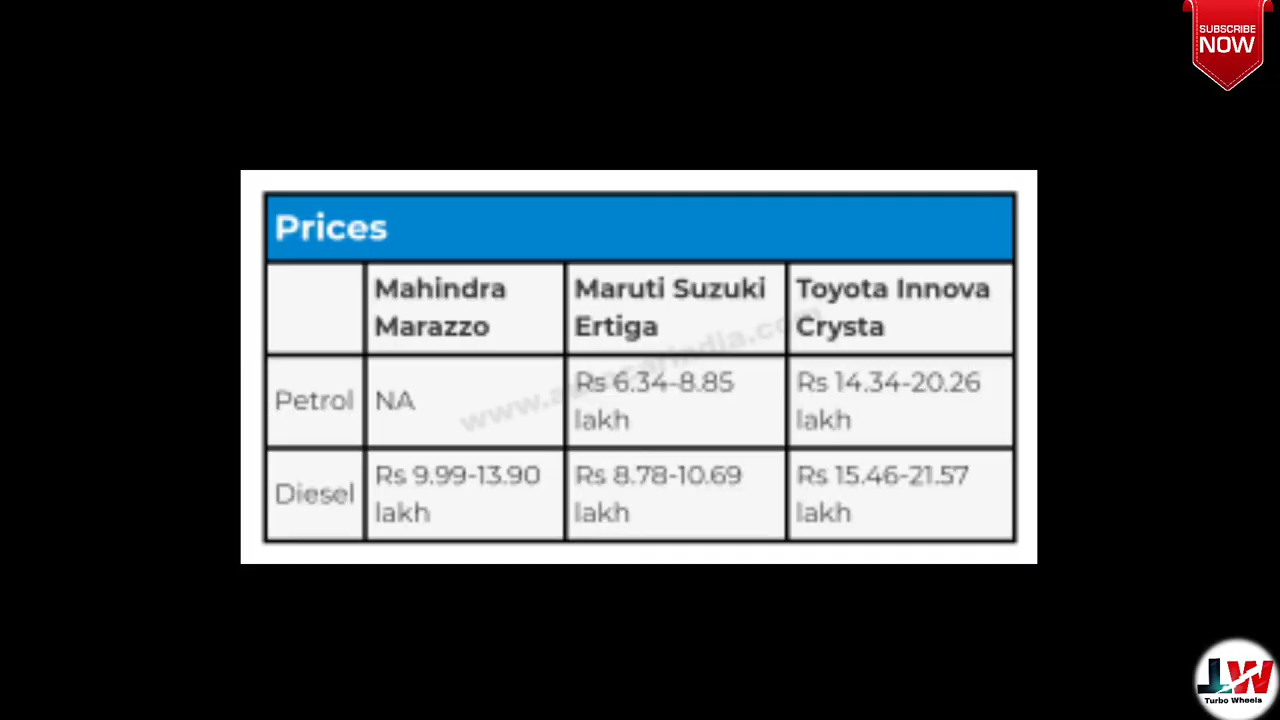 SUBSCRIBE
NOW
Prices
Mahindra Marazzo
Maruti Suzuki Ertiga
Toyota Innova Crysta
Petrol
NA
Rs 6.34-8.85 lakh
Rs 14.34-20.26 lakh
Diesel
Rs 9.99-13.90 lakh
Rs 8.78-10.69 lakh
Rs 15.46-21.57 lakh
Turbo Wheels